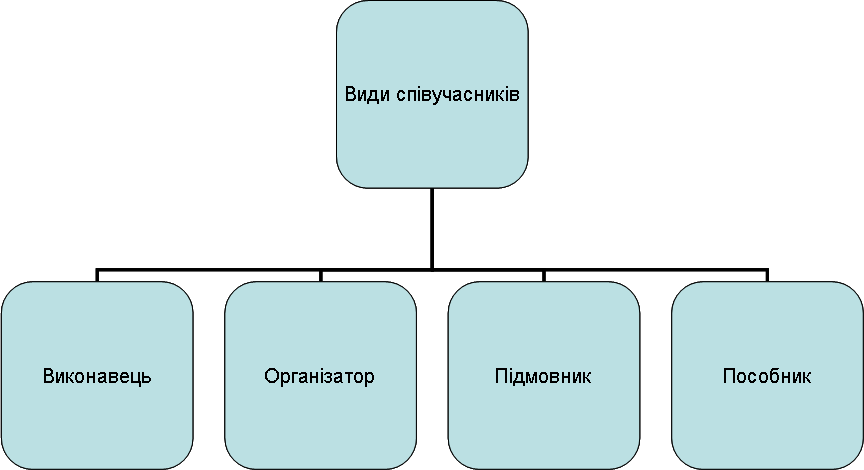 Види співучасників
Виконавець
Організатор
Підмовник
Пособник